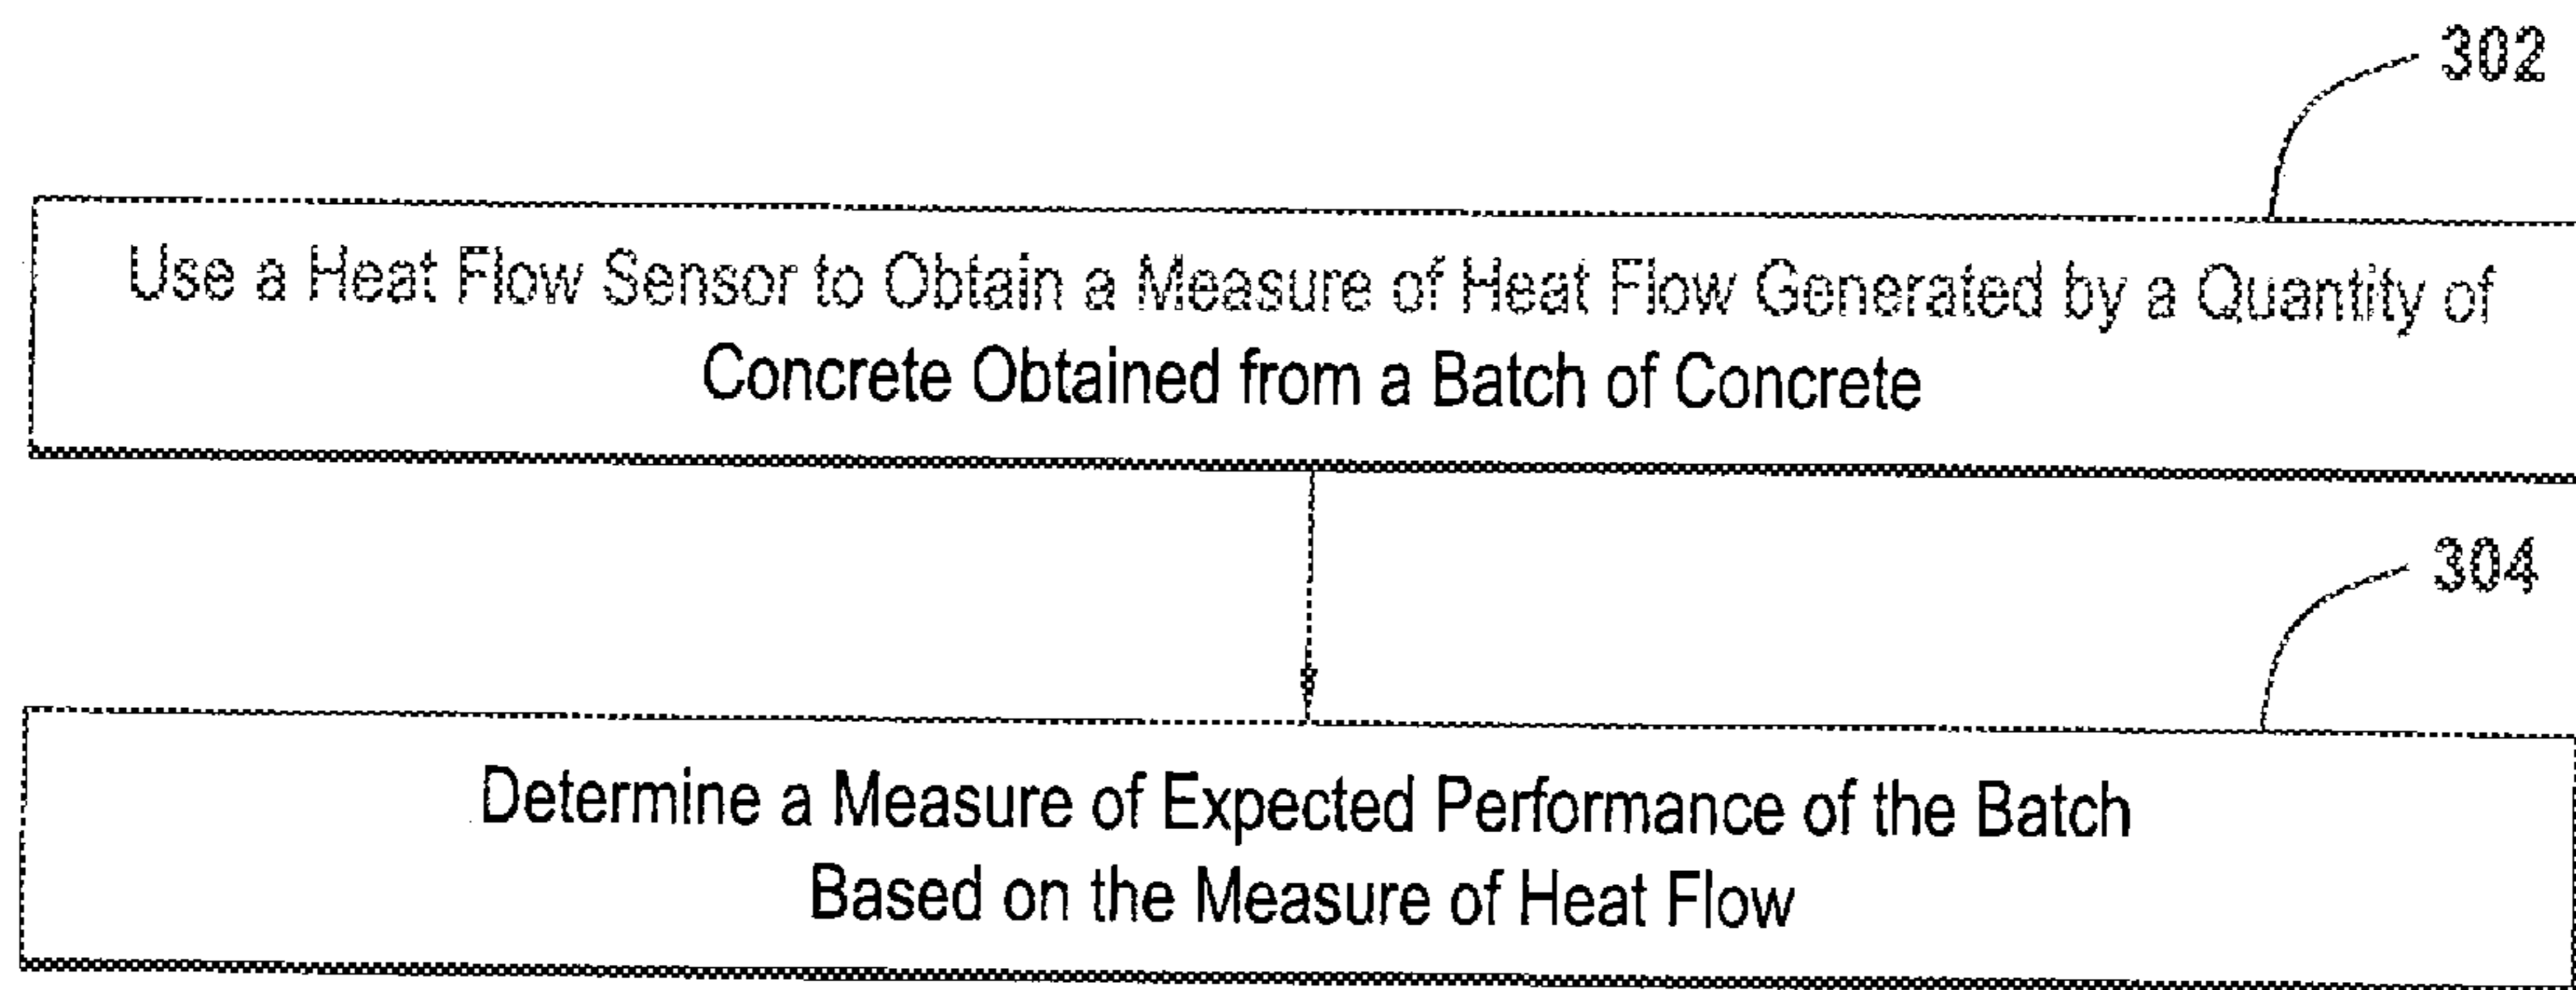 302
Use a Heat Flow Sensor to Obtain a Measure of Heat Flow Generated by a Quantity of
Concrete Obtained from a Batch of Concrete
304
Determine a Measure of Expected Performance of the Batch
Based on the Measure of Heat Flow